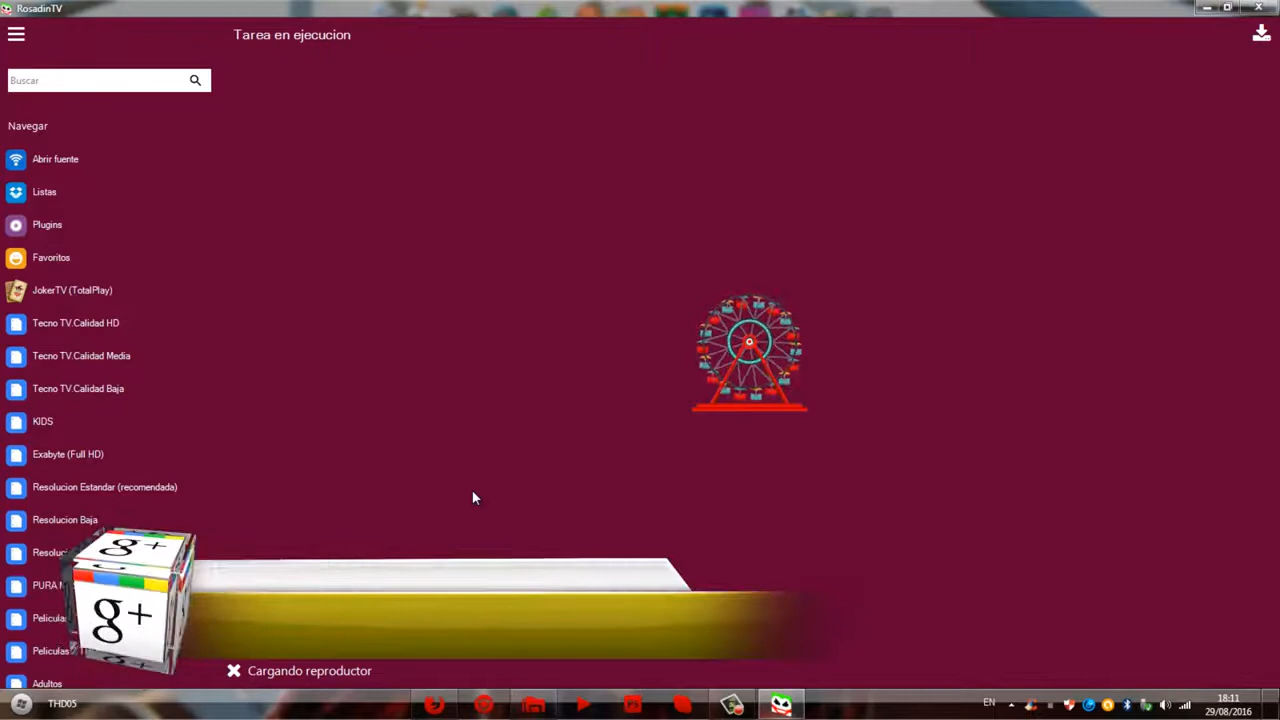 RosadinTV
Tarea en ejecucion
Buscar
Navegar
Abrir fuente
Listas
Plugins
Favoritos
JokerTV (TotalPlay)
Tecno TV.Calidad HD
Tecno TV.Calidad Media
Tecno TV.Calidad Baja
KIDS
Exabyte (Full HD)
Resolucion Estandar (recomendada)
Resolucion Baja
PURA
Peliculas
Adultos
g+
g+
Cargando reproductor
THD05
EN
18:11
29/08/2016